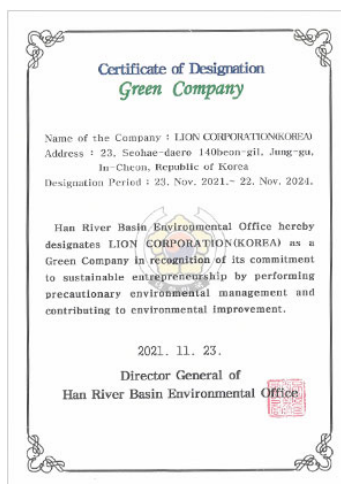 Certificate of Designation
Green Company
Name of the Company : LION CORPORATION(KOREA)
Address : 23, Seohae-daero 140beon-gil, Jung-gu,
In-Cheon, Republic of Korea
Designation Period : 23. Nov. 2021.~ 22. Nov. 2024.
Han River Basin Environmental Office hereby
designates LION CORPORATION(KOREA) as a
Green Company in recognition of its commitment
to sustainable entrepreneurship by performing
precautionary environmental management and
contributing to environmental improvement.
2021. 11. 23.
Director General of
Han River Basin Environmental Office